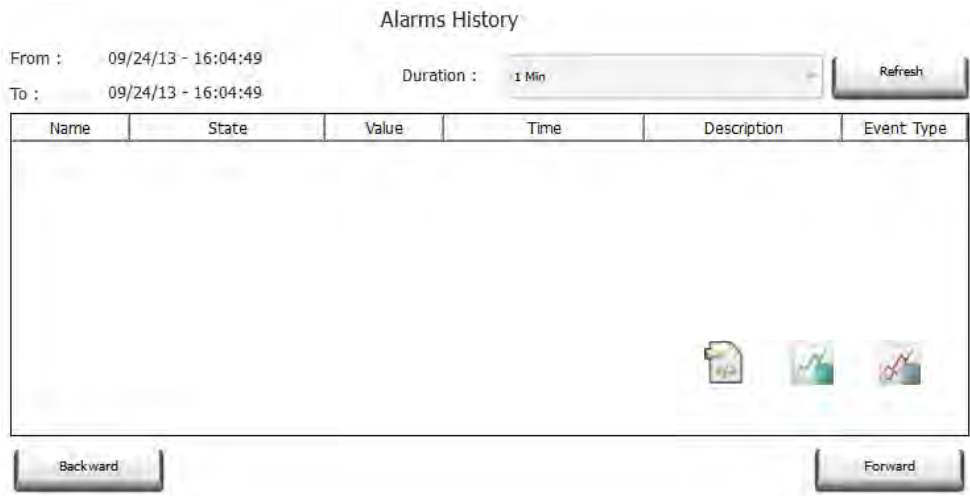 Alarms History
From : 09/24/13 - 16:04:49
Duration : 1 Min Refresh
To : 09/24/13 - 16:04:49
Name State Value Time Description Event Type
Backward Forward